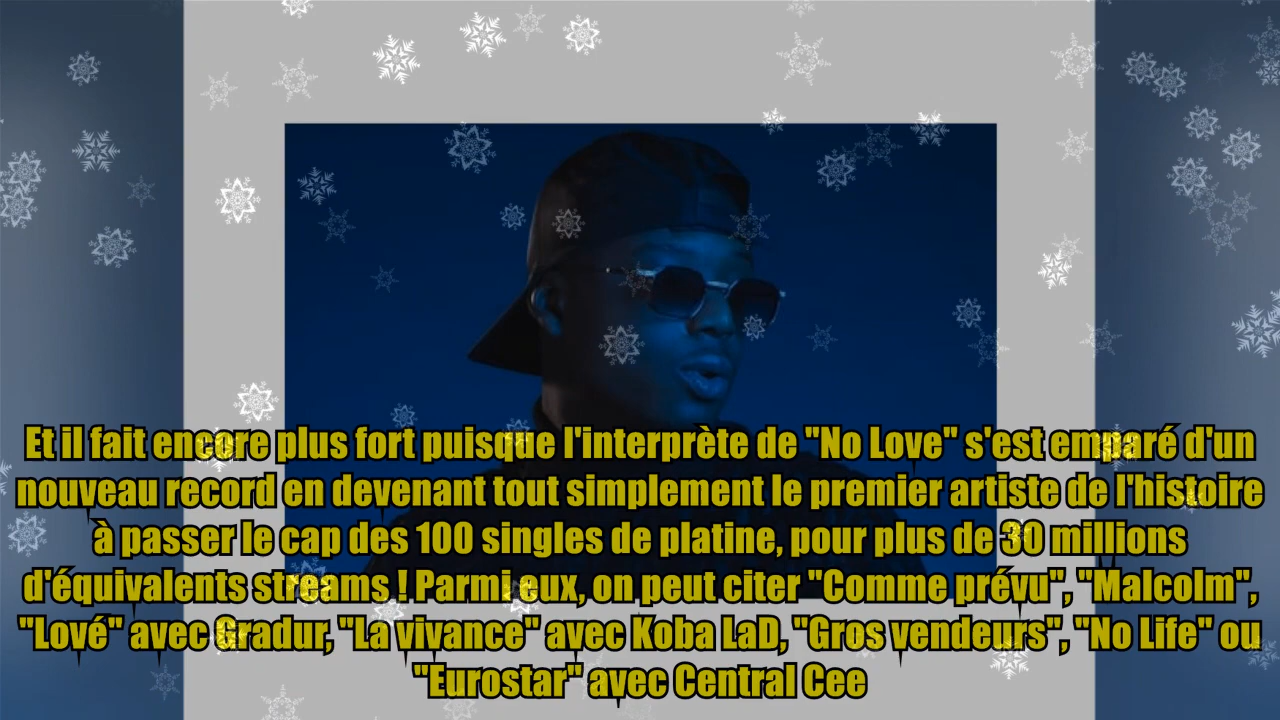 Et il fait encore plus fort puisque l'interprète de "No Love" s'est emparé d'un
nouveau record en devenant tout simplement le premier artiste de l'histoire
à passer le cap des 100 singles de platine, pour plus de 30 millions
d'équivalents streams ! Parmi eux, on peut citer "Comme prévu", "Malcolm",
"Lové" avec Gradur, "La vivance" avec Koba LaD, "Gros vendeurs", "No Life" ou
"Eurostar" avec Central Cee